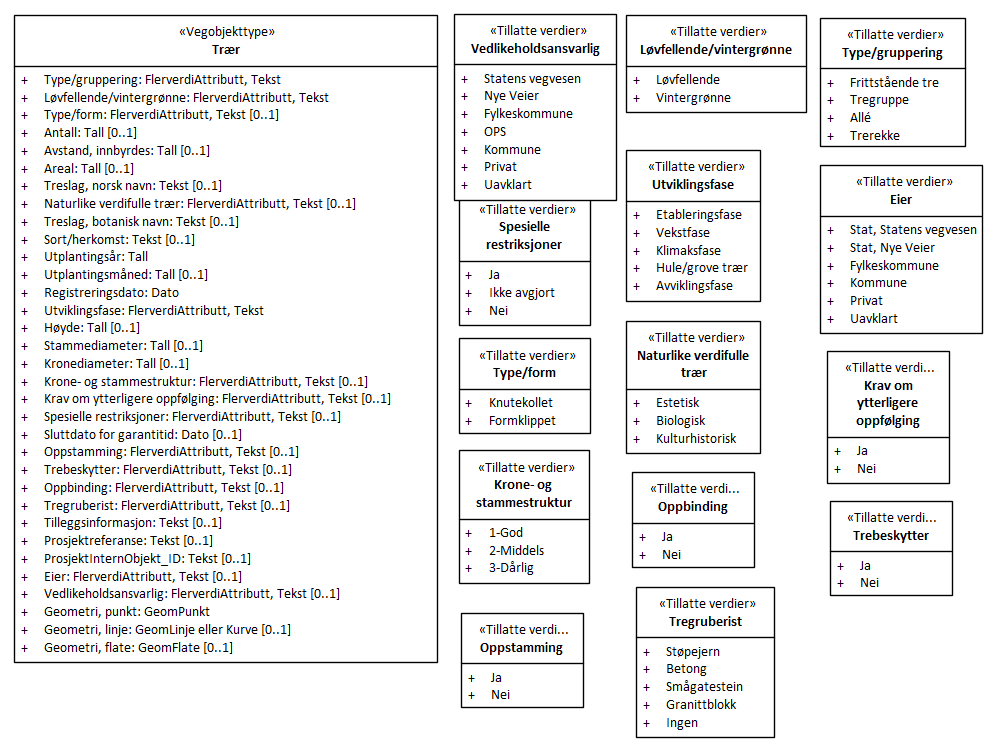 «Vegobjekttype»
Trær
+ Type/gruppering: FlerverdiAttributt, Tekst
+ Løvfellende/vintergrønne: FlerverdiAttributt, Tekst
+ Type/form: FlerverdiAttributt, Tekst [0..1]
+ Antall: Tall [0..1]
+ Avstand, innbyrdes: Tall [0..1]
+ Areal: Tall [0..1]
+ Treslag, norsk navn: Tekst [0..1]
+ Naturlike verdifulle trær: FlerverdiAttributt, Tekst [0..1]
+ Treslag, botanisk navn: Tekst [0..1]
+ Sort/herkomst: Tekst [0..1]
+ Utplantingsår: Tall
+ Utplantingsmåned: Tall [0..1]
+ Registreringsdato: Dato
+ Utviklingsfase: FlerverdiAttributt, Tekst
+ Høyde: Tall [0..1]
+ Stammediameter: Tall [0..1]
+ Kronediameter: Tall [0..1]
+ Krone- og stammestruktur: FlerverdiAttributt, Tekst [0..1]
+ Krav om ytterligere oppfølging: FlerverdiAttributt, Tekst [0..1]
+ Spesielle restriksjoner: FlerverdiAttributt, Tekst [0..1]
+ Sluttdato for garantitid: Dato [0..1]
+ Oppstamming: FlerverdiAttributt, Tekst [0..1]
+ Trebeskytter: FlerverdiAttributt, Tekst [0..1]
+ Oppbinding: FlerverdiAttributt, Tekst [0..1]
+ Tregruberist: FlerverdiAttributt, Tekst [0..1]
+ Tilleggsinformasjon: Tekst [0..1]
+ Prosjektreferanse: Tekst [0..1]
+ ProsjektInternObjekt_ID: Tekst [0..1]
+ Eier: FlerverdiAttributt, Tekst [0..1]
+ Vedlikeholdsansvarlig: FlerverdiAttributt, Tekst [0..1]
+ Geometri, punkt: GeomPunkt
+ Geometri, linje: GeomLinje eller Kurve [0..1]
+ Geometri, flate: GeomFlate [0..1]
«Tillatte verdier»
Vedlikeholdsansvarlig
+ Statens vegvesen
+ Nye Veier
+ Fylkeskommune
+ OPS
+ Kommune
+ Privat
+ Uavklart
«Tillatte verdier»
Spesielle
restriksjoner
+ Ja
+ Ikke avgjort
+ Nei
«Tillatte verdier»
Type/form
+ Knutekollet
+ Formklippet
«Tillatte verdier»
Krone- og
stammestruktur
+ 1-God
+ 2-Middels
+ 3-Dårlig
«Tillatte verdi...
Oppstamming
+ Ja
+ Nei
«Tillatte verdier»
Løvfellende/vintergrønne
+ Løvfellende
+ Vintergrønne
«Tillatte verdier»
Utviklingsfase
+ Etableringsfase
+ Vekstfase
+ Klimaksfase
+ Hule/grove trær
+ Avviklingsfase
«Tillatte verdier»
Naturlike verdifulle
trær
+ Estetisk
+ Biologisk
+ Kulturhistorisk
«Tillatte verdi...
Oppbinding
+ Ja
+ Nei
«Tillatte verdier»
Tregruberist
+ Støpejern
+ Betong
+ Smågatestein
+ Granittblokk
+ Ingen
«Tillatte verdier»
Type/gruppering
+ Frittstående tre
+ Tregruppe
+ Allé
+ Trerekke
«Tillatte verdier»
Eier
+ Stat, Statens vegvesen
+ Stat, Nye Veier
+ Fylkeskommune
+ Kommune
+ Privat
+ Uavklart
«Tillatte verdi...
Krav om
ytterligere
oppfølging
+ Ja
+ Nei
«Tillatte verdi...
Trebeskytter
+ Ja
+ Nei